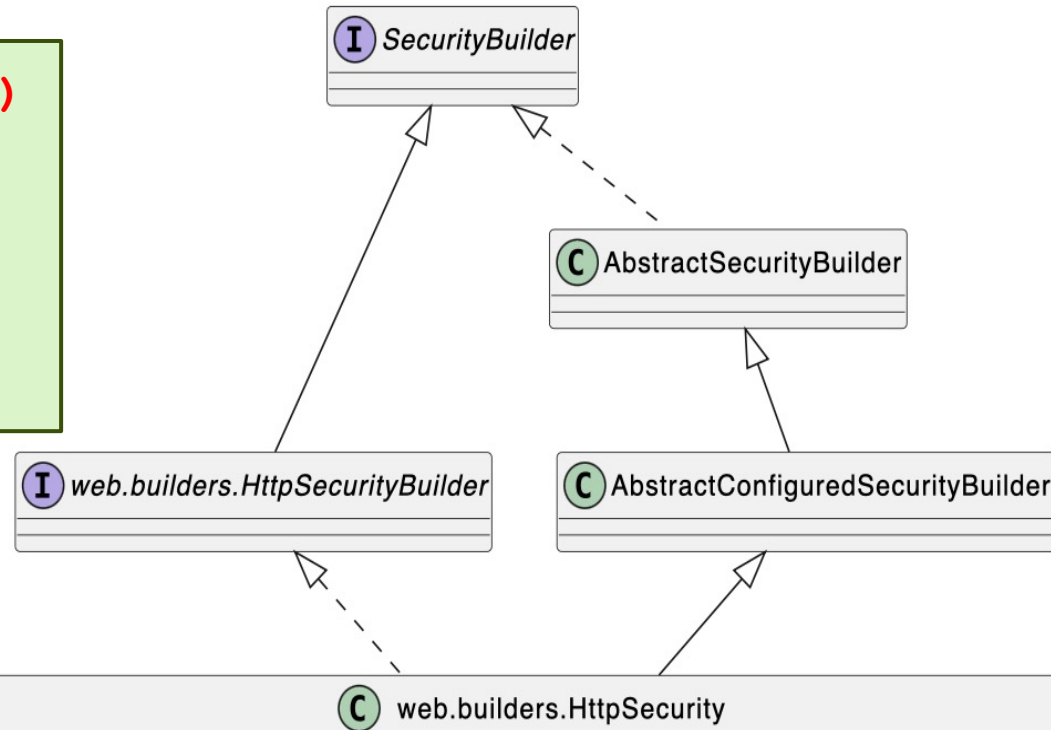 I SecurityBuilder
)
C AbstractSecurityBuilder
I web.builders.HttpSecurityBuilder
C AbstractConfiguredSecurityBuilder
C web.builders.HttpSecurity